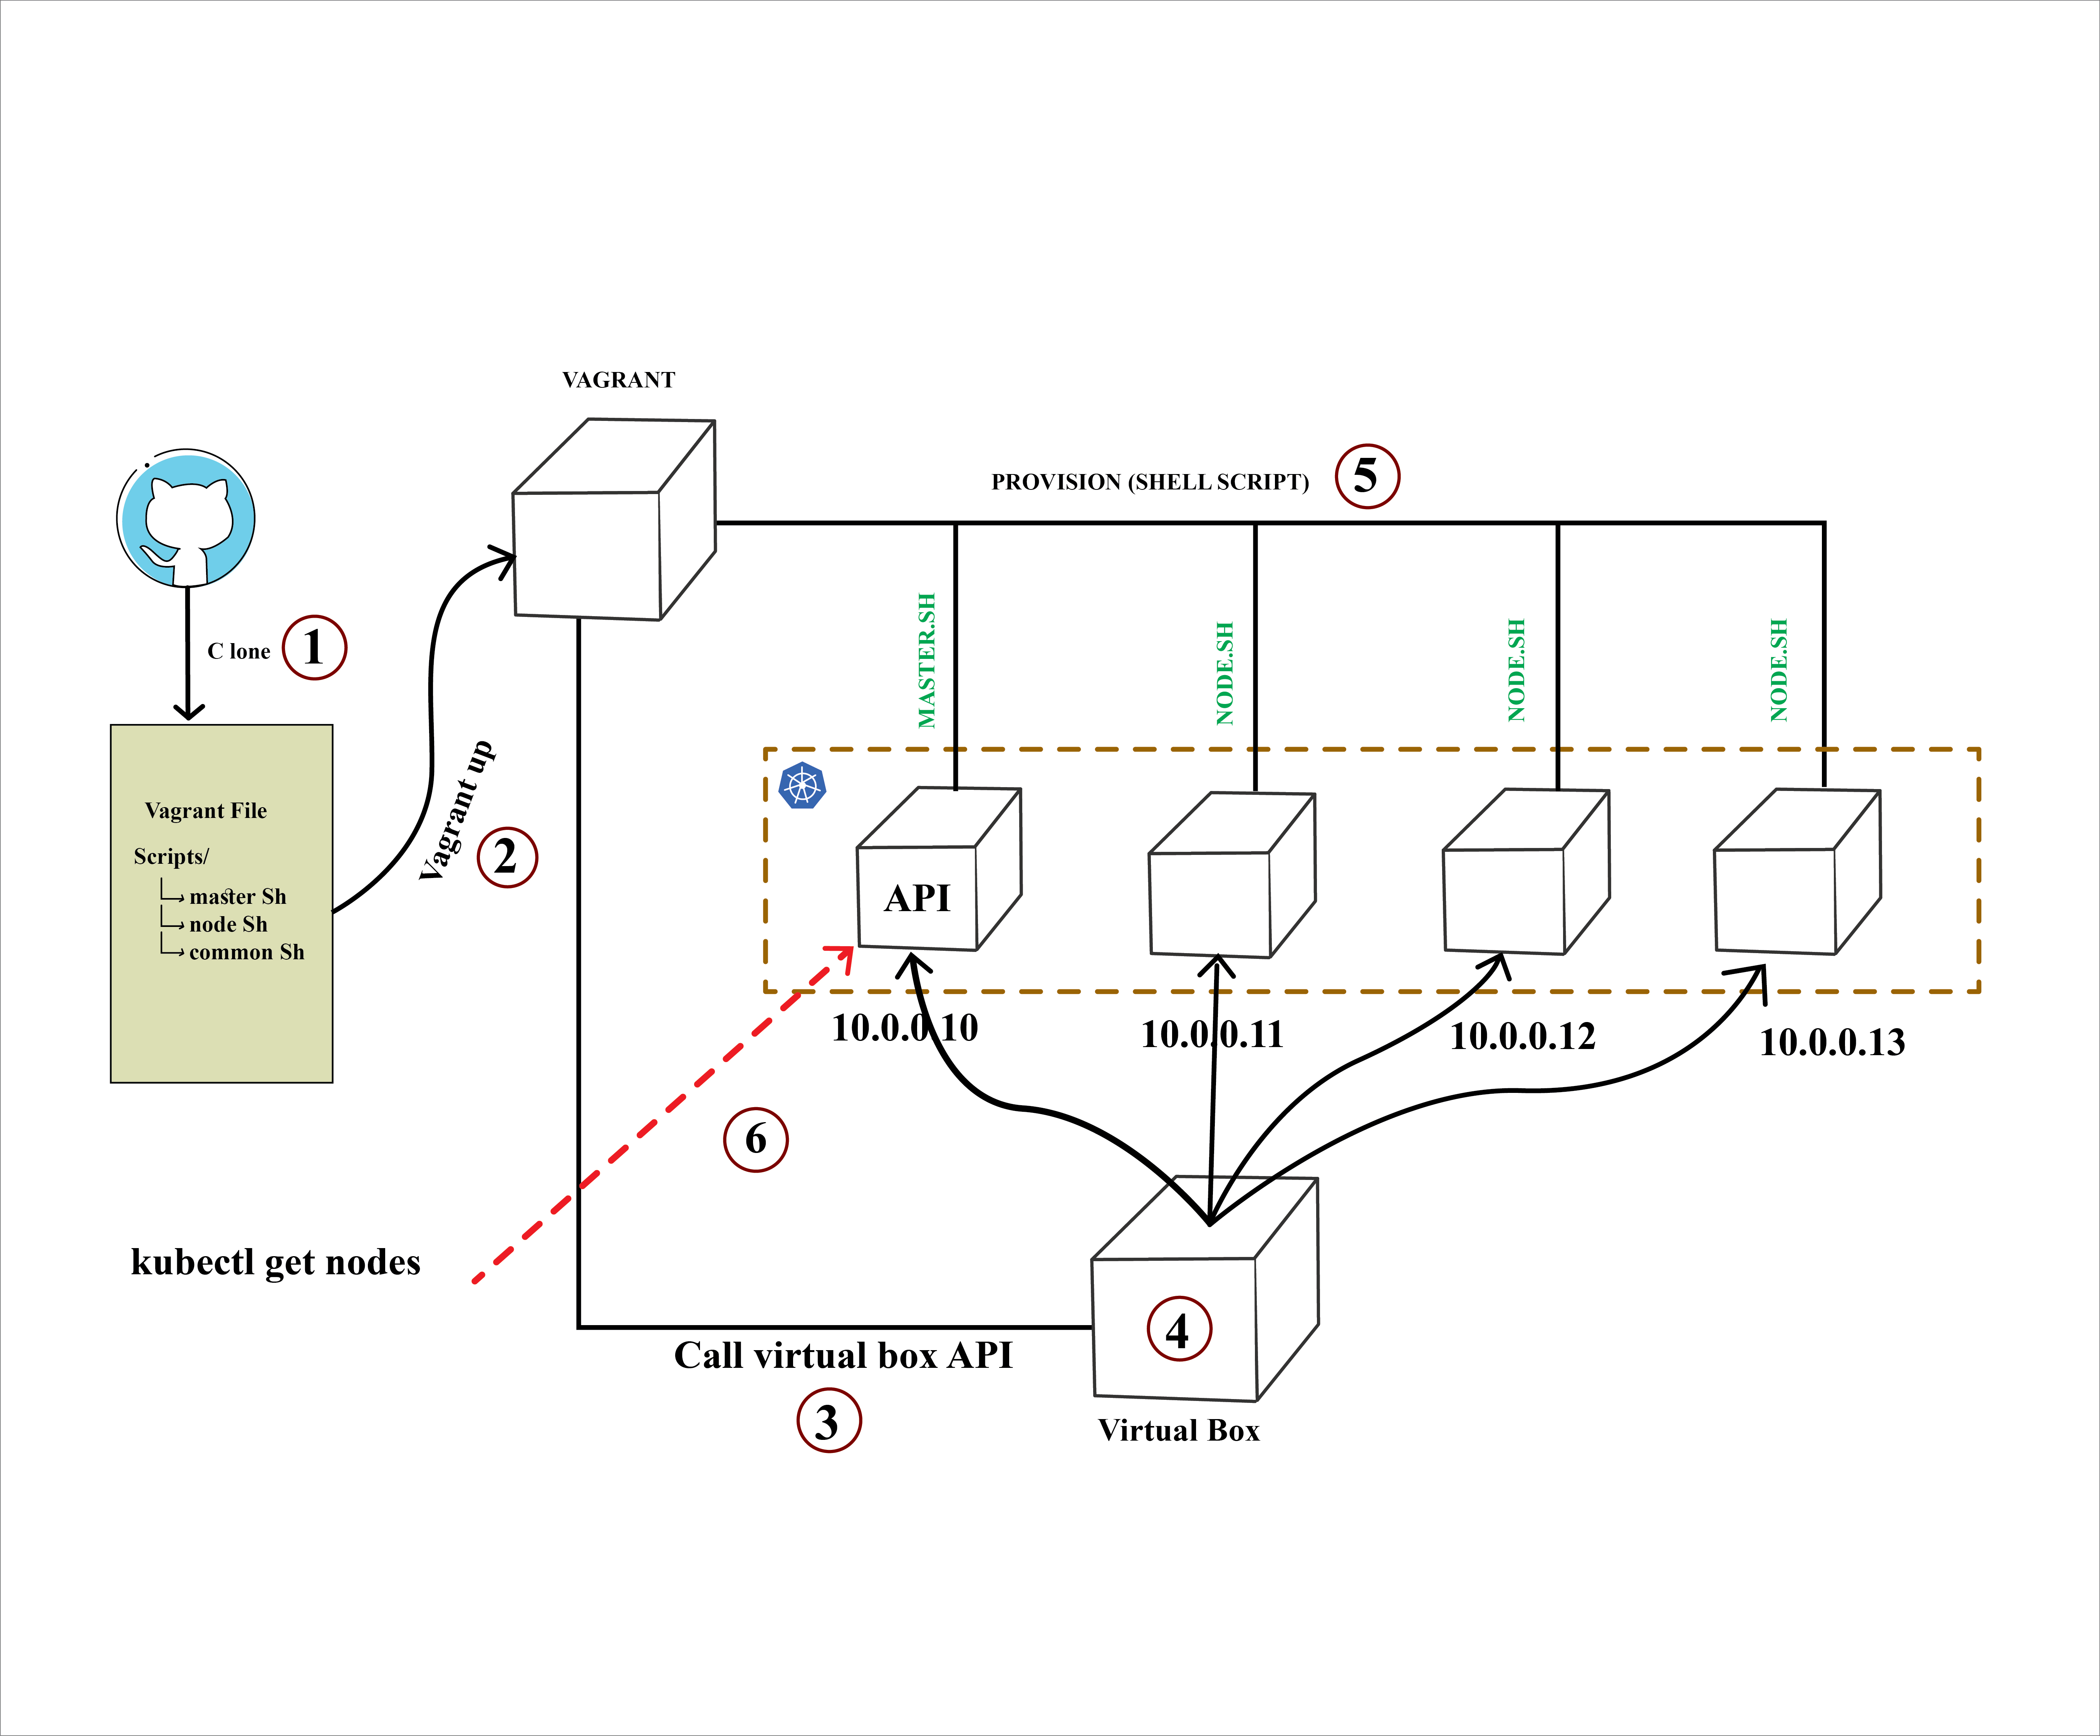 VAGRANT
PROVISION (SHELL SCRIPT)
5
C lone
1
MASTER.SH
NODE.SH
NODE.SH
NODE.SH
Vagrant File
Scripts/
master Sh
node Sh
common Sh
Vagrant up
2
API
10.0.0.10
10.0.0.11
10.0.0.12
10.0.0.13
6
kubectl get nodes
Call virtual box API
3
4
Virtual Box